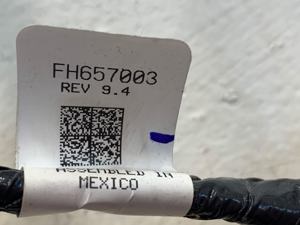 FH657003
REV 9.4
ASSEMBLED IN
MEXICO